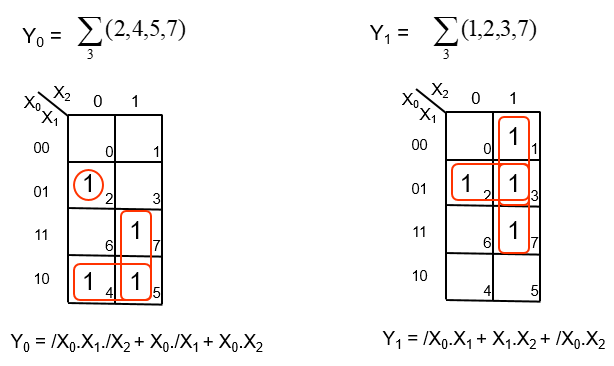 Y₀ = ∑₃(2,4,5,7)
X₀ X₁ X₂
0 1
00 0 1
01 1 2 3
11 6 1 7
10 1 4 1 5
Y₀ = /X₀.X₁./X₂ + X₀./X₁ + X₀.X₂
Y₁ = ∑₃(1,2,3,7)
X₀ X₁ X₂
0 1
00 0 1 1
01 1 2 1 3
11 6 1 7
10 4 5
Y₁ = /X₀.X₁ + X₁.X₂ + /X₀.X₂